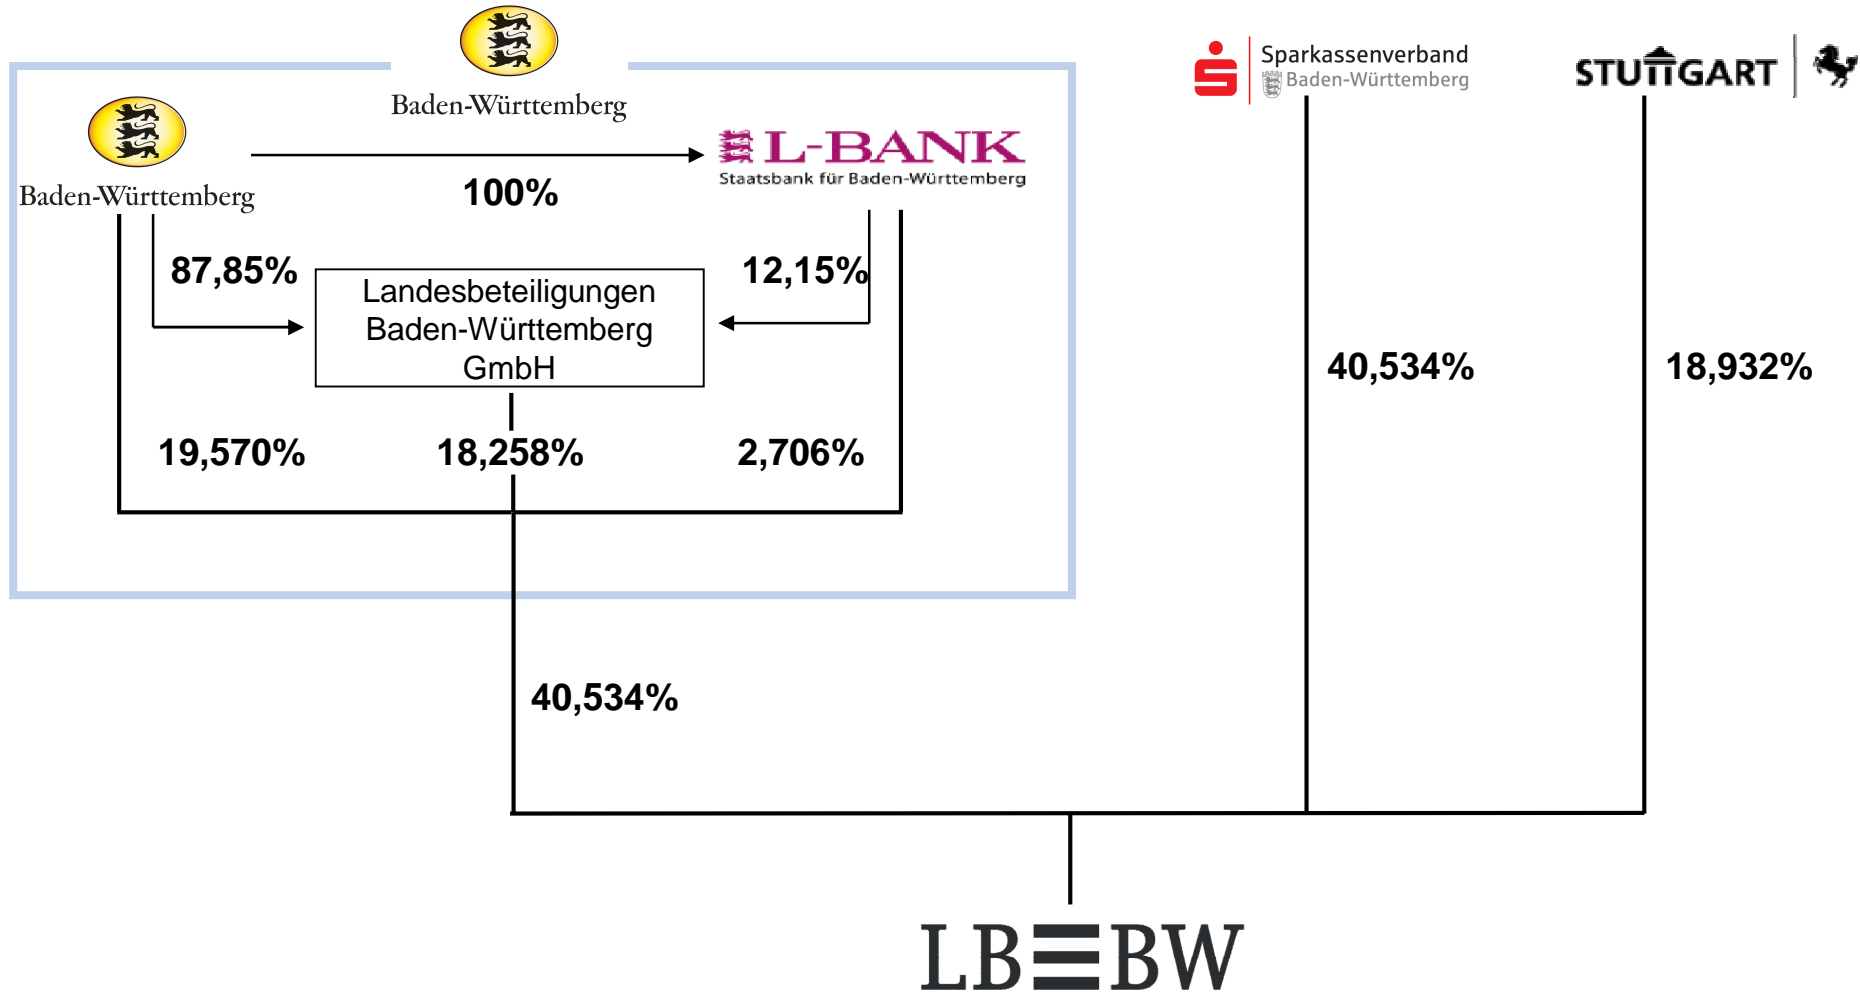 Baden-Württemberg
Baden-Württemberg
100%
L-BANK
Staatsbank für Baden-Württemberg
87,85%
12,15%
Landesbeteiligungen
Baden-Württemberg
GmbH
19,570%
18,258%
2,706%
40,534%
Sparkassenverband
Baden-Württemberg
40,534%
STUTTGART
18,932%
LBBW